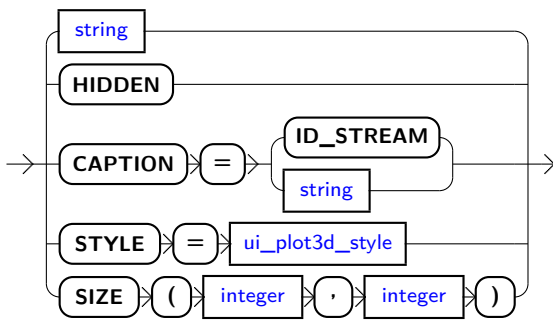 string
HIDDEN
CAPTION = ID_STREAM
string
STYLE = ui_plot3d_style
SIZE ( integer , integer )